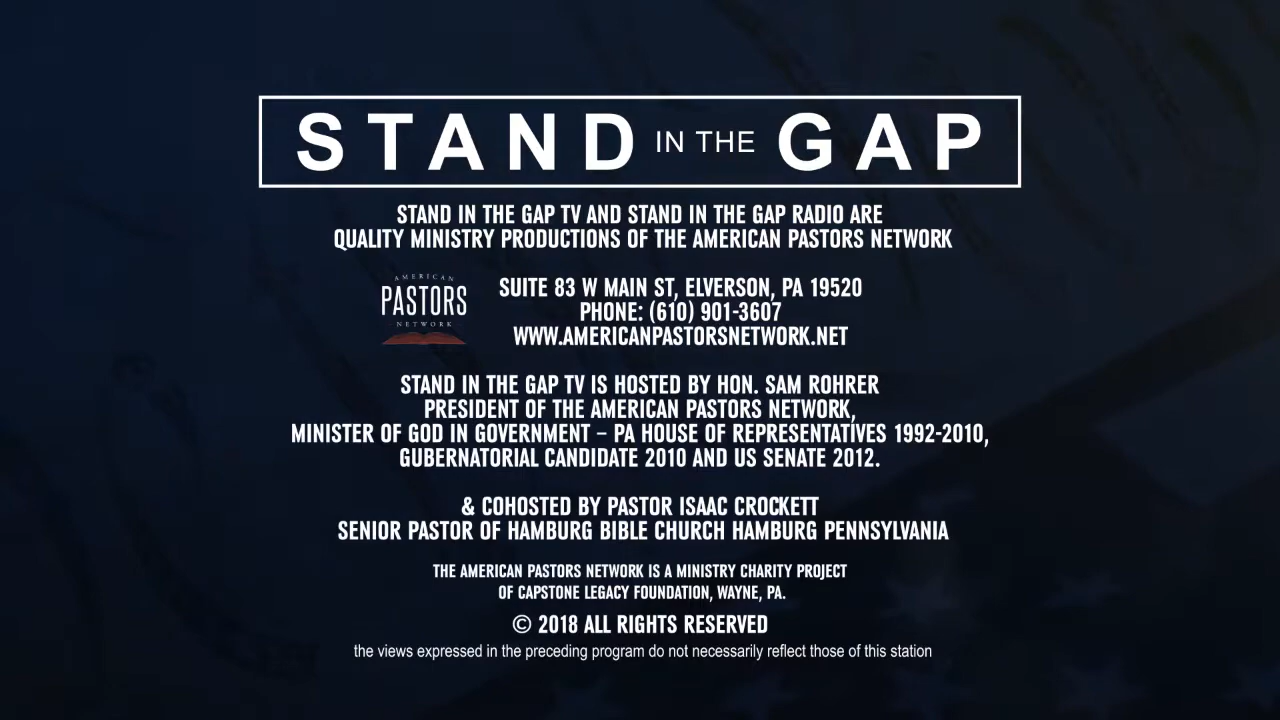 STAND IN THE GAP
STAND IN THE GAP TV AND STAND IN THE GAP RADIO ARE
QUALITY MINISTRY PRODUCTIONS OF THE AMERICAN PASTORS NETWORK
AMERICAN
PASTORS
NETWORK
SUITE 83 W MAIN ST, ELVERSON, PA 19520
PHONE: (610) 901-3607
WWW.AMERICANPASTORSNETWORK.NET
STAND IN THE GAP TV IS HOSTED BY HON. SAM ROHRER
PRESIDENT OF THE AMERICAN PASTORS NETWORK,
MINISTER OF GOD IN GOVERNMENT – PA HOUSE OF REPRESENTATIVES 1992-2010,
GUBERNATORIAL CANDIDATE 2010 AND US SENATE 2012.
& COHOSTED BY PASTOR ISAAC CROCKETT
SENIOR PASTOR OF HAMBURG BIBLE CHURCH HAMBURG PENNSYLVANIA
THE AMERICAN PASTORS NETWORK IS A MINISTRY CHARITY PROJECT
OF CAPSTONE LEGACY FOUNDATION, WAYNE, PA.
© 2018 ALL RIGHTS RESERVED
the views expressed in the preceding program do not necessarily reflect those of this station